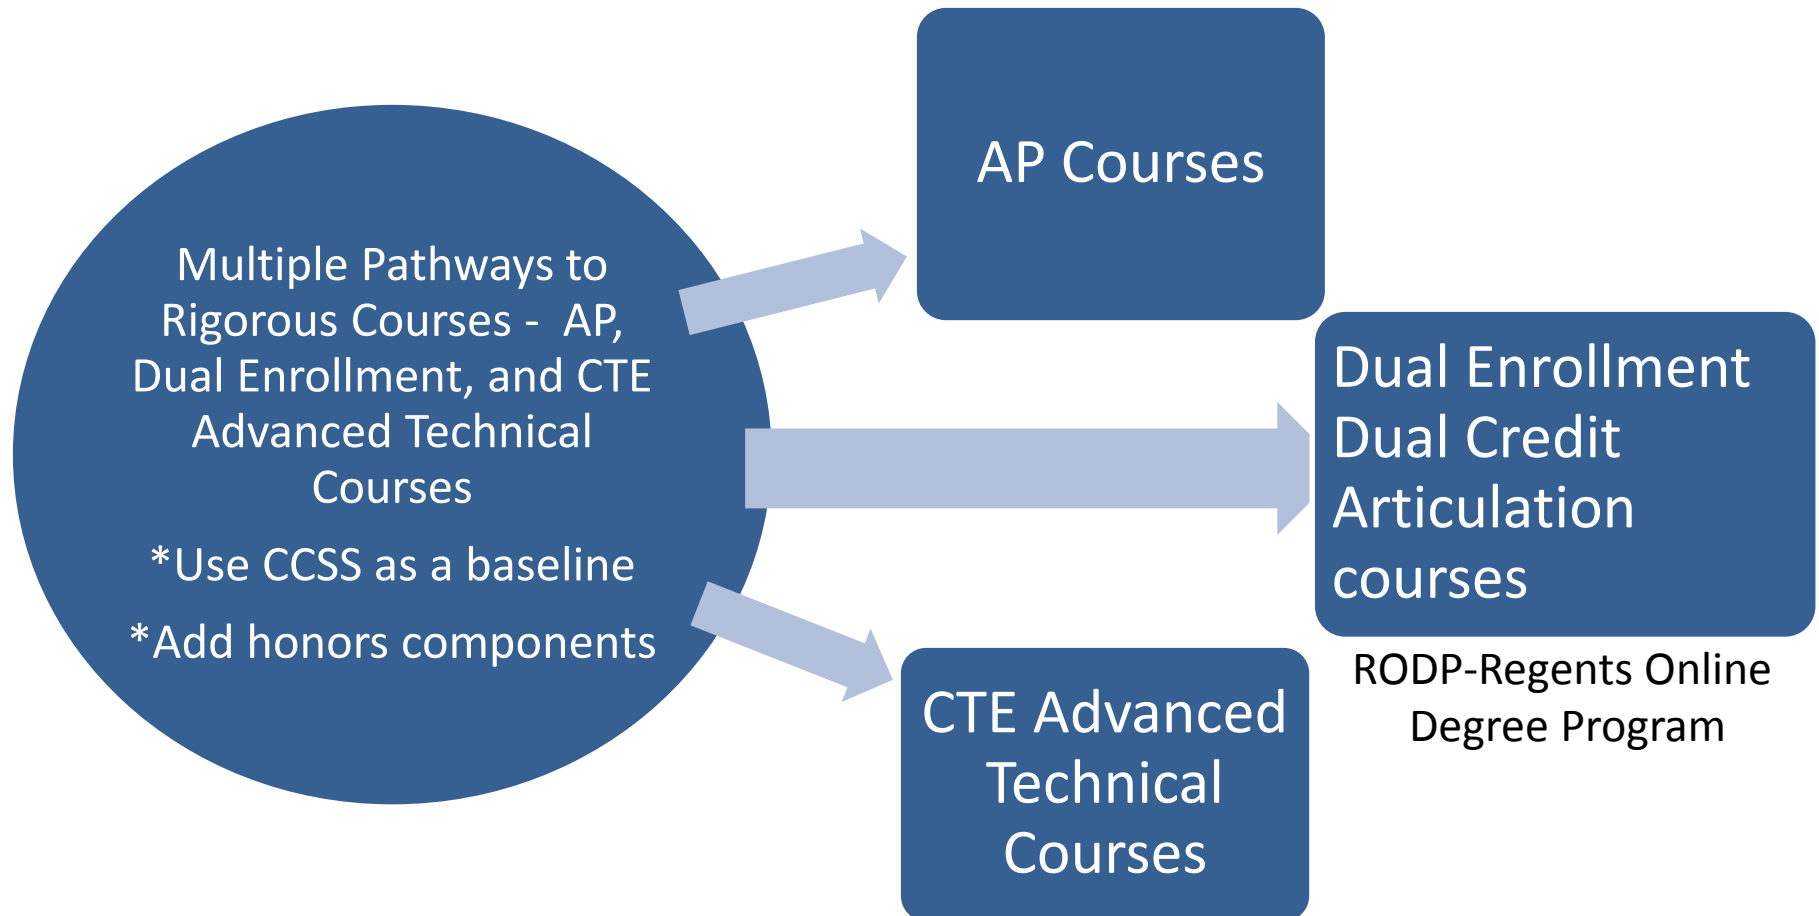 Multiple Pathways to
Rigorous Courses -  AP,
Dual Enrollment, and CTE
Advanced Technical
Courses
*Use CCSS as a baseline
*Add honors components
AP Courses
Dual Enrollment
Dual Credit
Articulation
courses
RODP-Regents Online
Degree Program
CTE Advanced
Technical
Courses